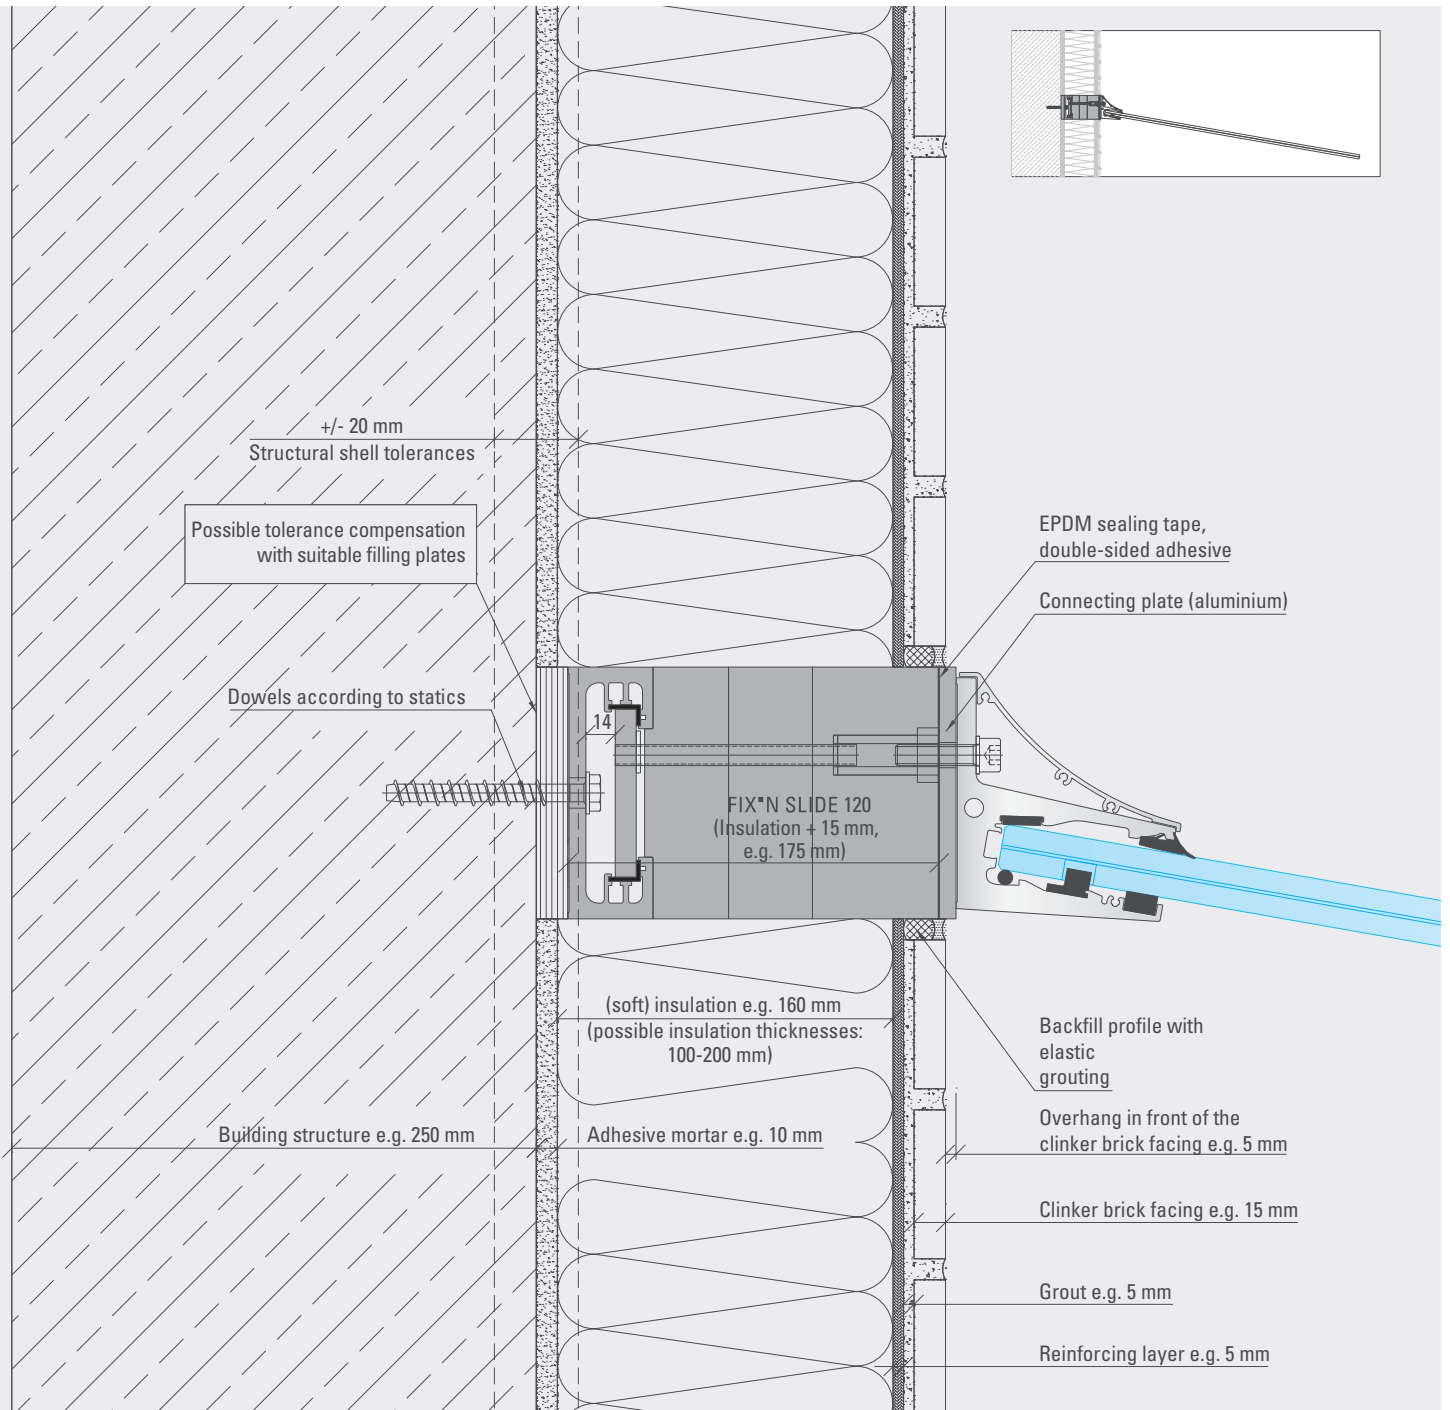 +/- 20 mm
Structural shell tolerances
Possible tolerance compensation
with suitable filling plates
EPDM sealing tape,
double-sided adhesive
Connecting plate (aluminium)
Dowels according to statics
14
FIX■N SLIDE 120
(Insulation + 15 mm,
e.g. 175 mm)
(soft) insulation e.g. 160 mm
(possible insulation thicknesses:
100-200 mm)
Backfill profile with
elastic
grouting
Building structure e.g. 250 mm
Adhesive mortar e.g. 10 mm
Overhang in front of the
clinker brick facing e.g. 5 mm
Clinker brick facing e.g. 15 mm
Grout e.g. 5 mm
Reinforcing layer e.g. 5 mm